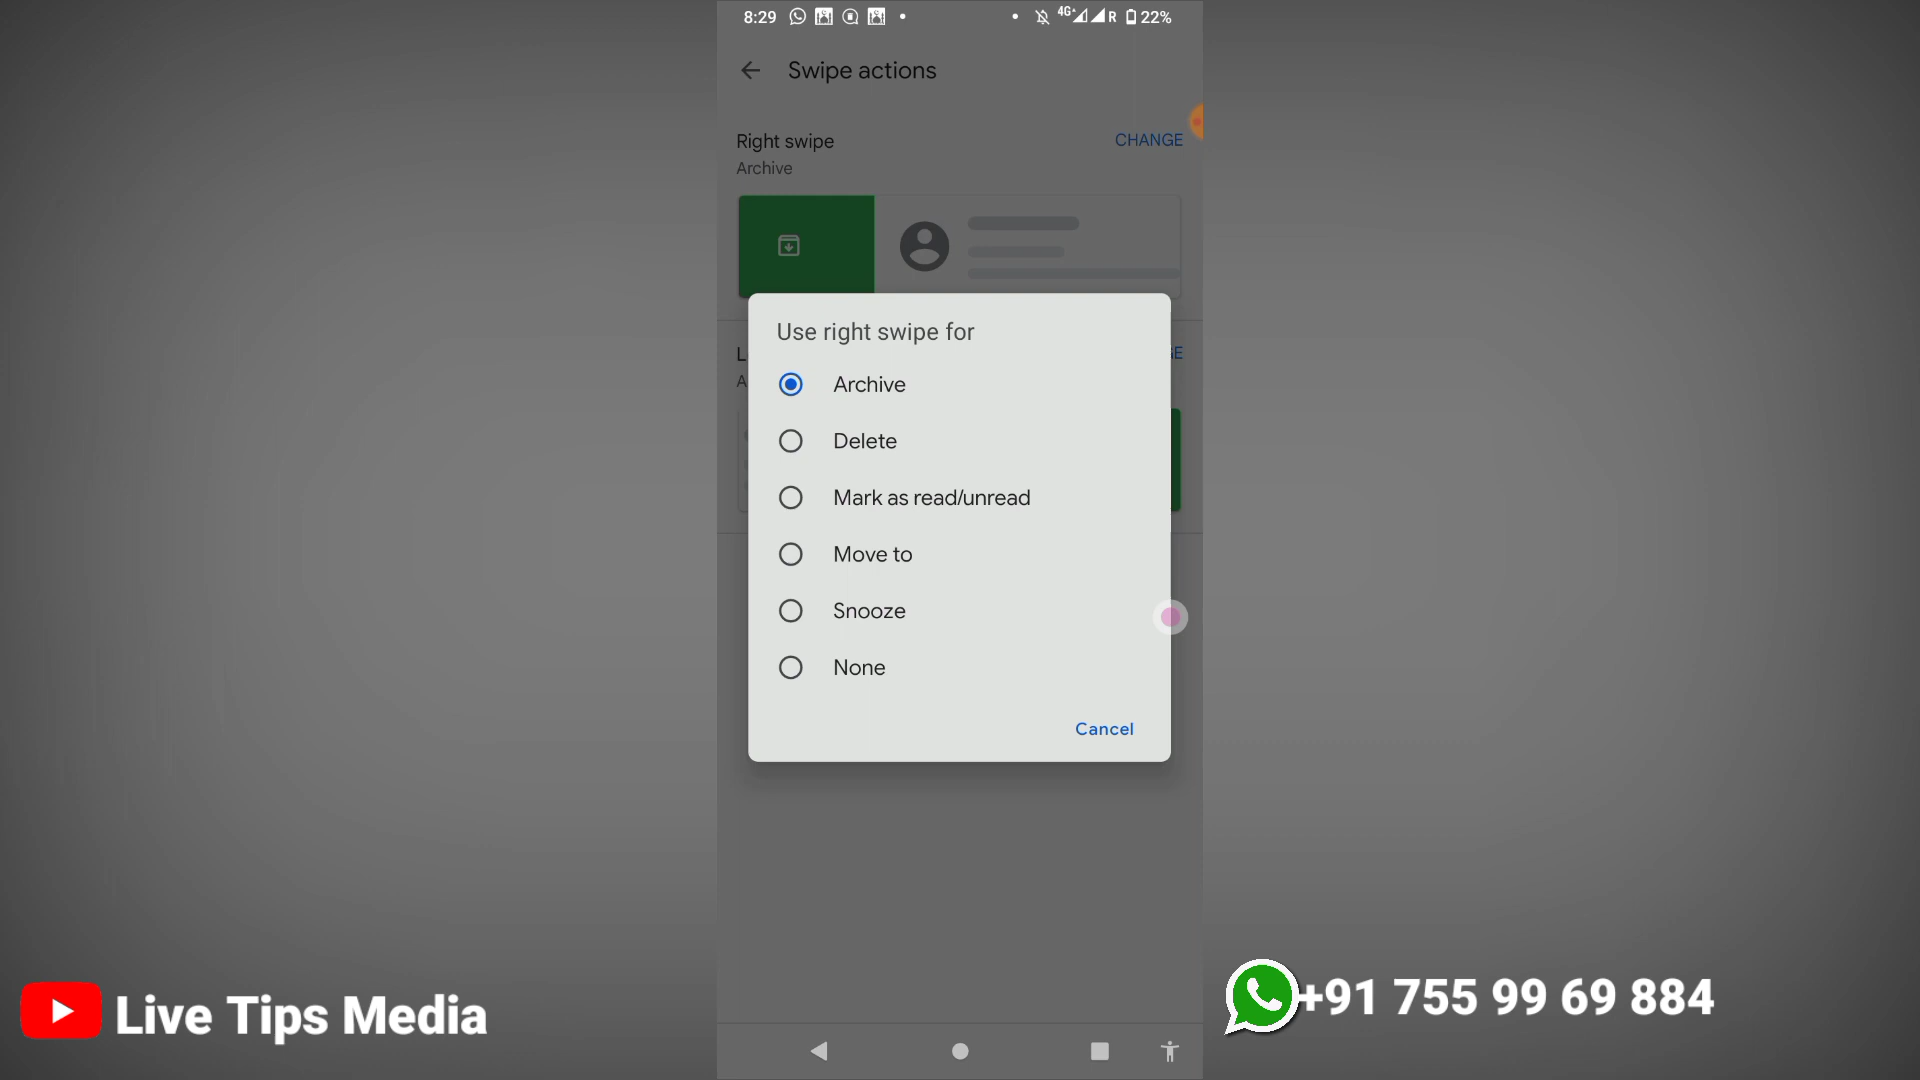 8:29
4G+ R 22%
Swipe actions
Right swipe
CHANGE
Archive
Use right swipe for
Archive
Delete
Mark as read/unread
Move to
Snooze
None
Cancel
Live Tips Media
+91 755 99 69 884